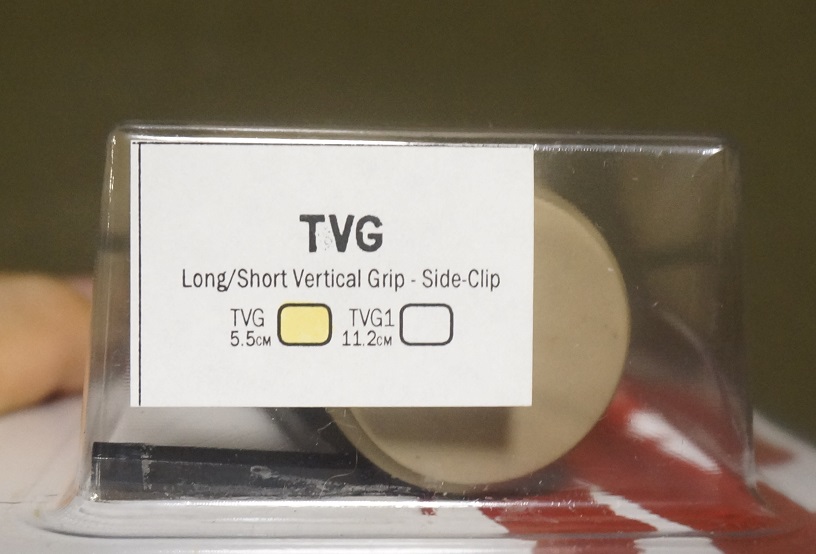 TVG
Long/Short Vertical Grip - Side-Clip
TVG TVG1
5.5CM 11.2CM